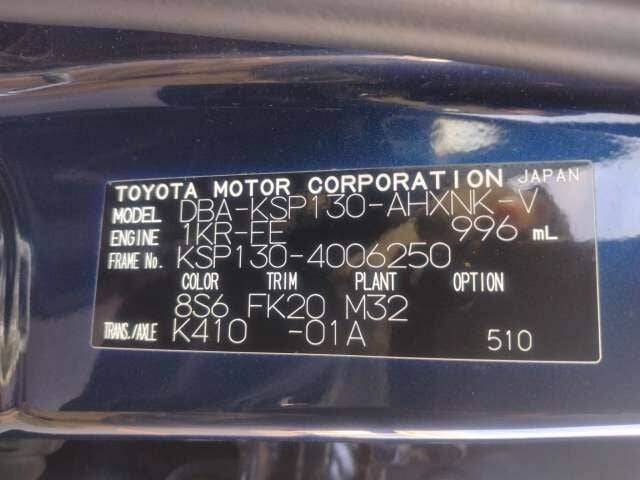 TOYOTA MOTOR CORPORATION JAPAN
MODEL DBA-KSP130-AHXNK-V
ENGINE 1KR-EE 996 mL
FRAME No. KSP130-4006250
COLOR TRIM PLANT OPTION
8S6 FK20 M32
TRANS./AXLE K410 -01A 510